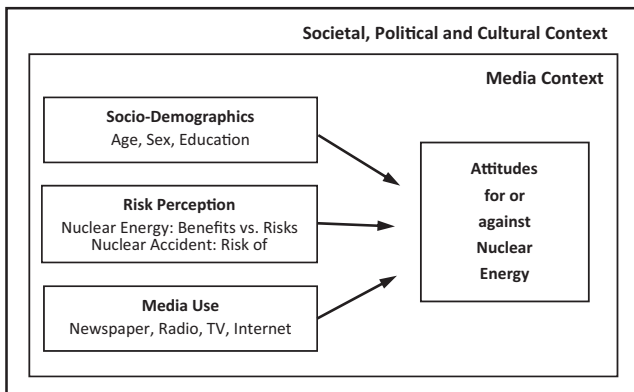 Societal, Political and Cultural Context
Media Context
Socio-Demographics
Age, Sex, Education
Risk Perception
Nuclear Energy: Benefits vs. Risks
Nuclear Accident: Risk of
Media Use
Newspaper, Radio, TV, Internet
Attitudes
for or
against
Nuclear
Energy